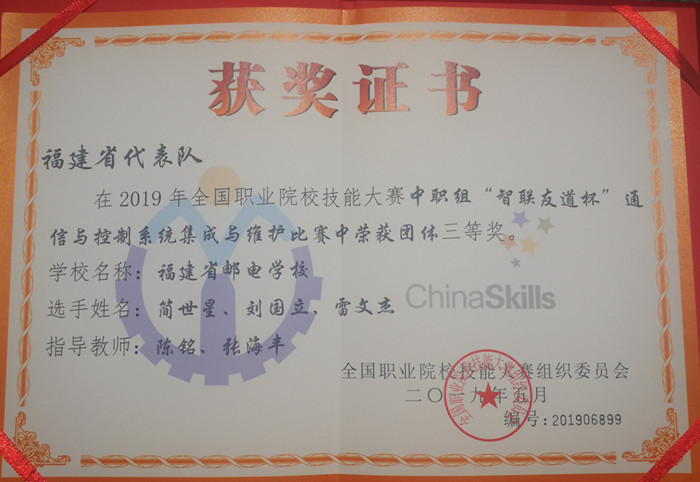 获奖证书
福建省代表队
在2019年全国职业院校技能大赛中职组“智联友道杯”通
信与控制系统集成与维护比赛中荣获团体三等奖。
学校名称：福建省邮电学校
ChinaSkills
选手姓名：简世星、刘国立、雷文杰
指导教师：陈铭、张海丰
全国职业院校技能大赛组织委员会
二〇一九年五月
编号:201906899